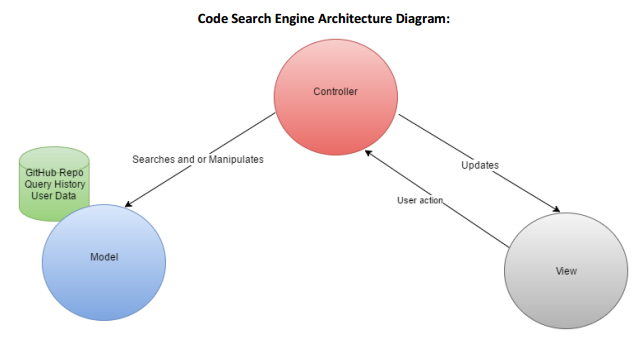 Code Search Engine Architecture Diagram:
Controller
Searches and or Manipulates
Updates
GitHub Repo
Query History
User Data
User action
Model
View